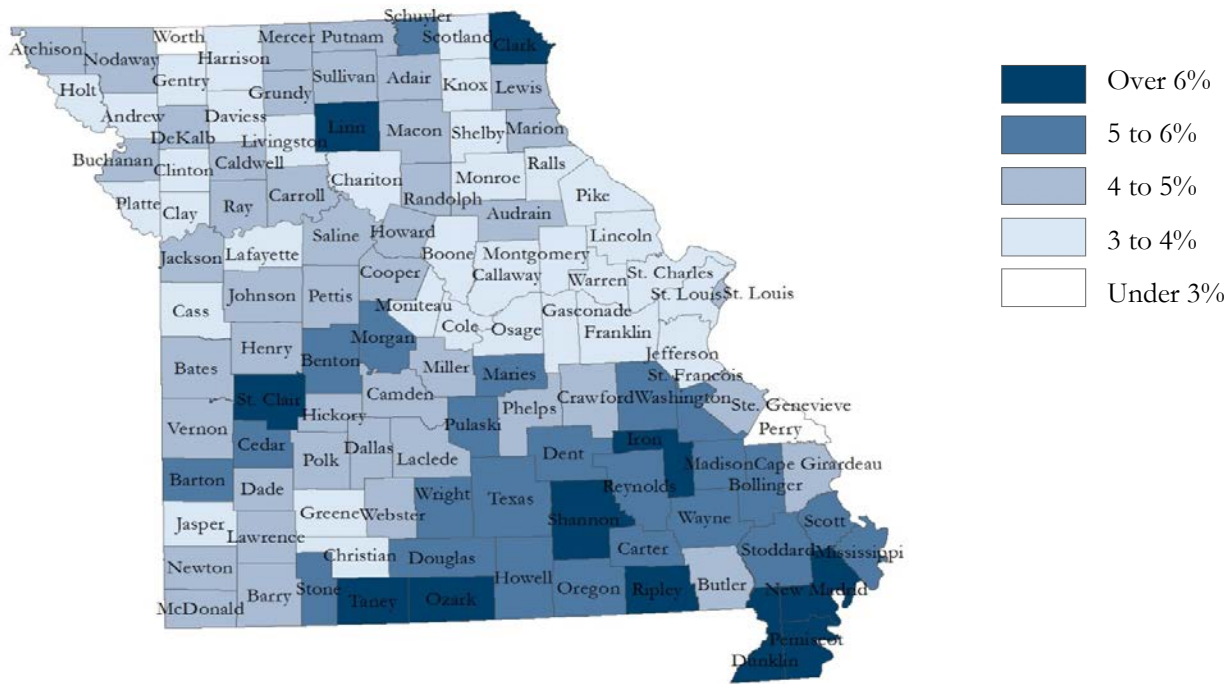 Schuyler
Atchison
Nodaway
Worth
Harrison
Mercer
Putnam
Scotland
Clark
Holt
Gentry
Sullivan
Adair
Knox
Lewis
Andrew
Daviess
Grundy
DeKalb
Livingston
Linn
Macon
Shelby
Marion
Buchanan
Clinton
Caldwell
Chariton
Monroe
Ralls
Platte
Clay
Ray
Carroll
Randolph
Audrain
Pike
Jackson
Lafayette
Saline
Howard
Boone
Montgomery
Lincoln
Callaway
Cass
Johnson
Pettis
Cooper
Moniteau
Warren
St. Charles
St. Louis
St. Louis
Cole
Osage
Gasconade
Franklin
Jefferson
Bates
Henry
Benton
Morgan
Miller
Maries
St. Francois
St. Clair
Hickory
Camden
Phelps
Crawford
Washington
Ste. Genevieve
Perry
Vernon
Cedar
Pulaski
Dent
Iron
Barton
Dade
Polk
Dallas
Laclede
Wright
Texas
Reynolds
Madison
Cape Girardeau
Bollinger
Jasper
Lawrence
Greene
Webster
Shannon
Wayne
Scott
Newton
Christian
Douglas
Howell
Carter
Stoddard
Mississippi
McDonald
Barry
Stone
Taney
Ozark
Oregon
Ripley
Butler
New Madrid
Pemiscot
Dunklin
Over 6%
5 to 6%
4 to 5%
3 to 4%
Under 3%